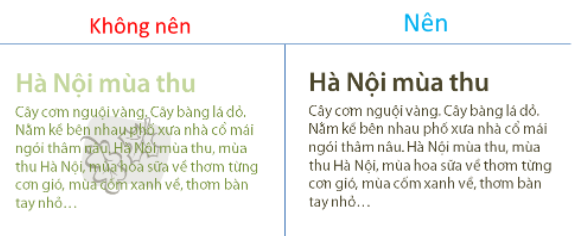 Không nên
Nên
Hà Nội mùa thu
Cây cơm nguội vàng. Cây bàng lá đỏ.
Nằm kề bên nhau phố xưa nhà cổ mái
ngói thâm nâu. Hà Nội mùa thu, mùa
thu Hà Nội, mùa hoa sữa về thơm từng
cơn gió, mùa cốm xanh về, thơm bàn
tay nhỏ…
Hà Nội mùa thu
Cây cơm nguội vàng. Cây bàng lá đỏ.
Nằm kề bên nhau phố xưa nhà cổ mái
ngói thâm nâu. Hà Nội mùa thu, mùa
thu Hà Nội, mùa hoa sữa về thơm từng
cơn gió, mùa cốm xanh về, thơm bàn
tay nhỏ…